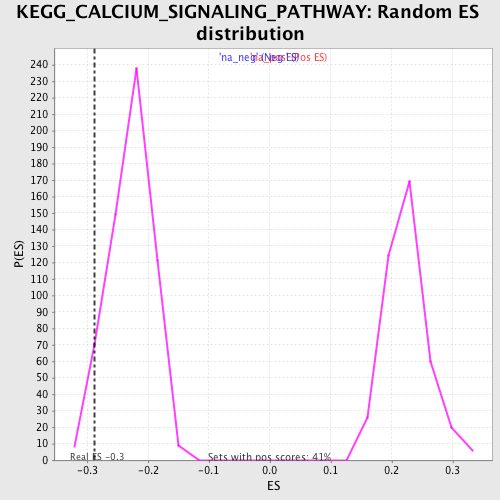 KEGG_CALCIUM_SIGNALING_PATHWAY: Random ES
distribution
'na_neg' (Neg ES)
'na_pos' (Pos ES)
240
230
220
210
200
190
180
170
160
150
140
130
120
110
100
90
80
70
60
50
40
30
20
10
0
P(ES)
Real ES -0.3
Sets with pos scores: 41%
-0.3 -0.2 -0.1 0.0 0.1 0.2 0.3
ES